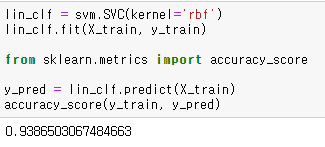 lin_clf = svm.SVC(kernel='rbf')
lin_clf.fit(X_train, y_train)
from sklearn.metrics import accuracy_score
y_pred = lin_clf.predict(X_train)
accuracy_score(y_train, y_pred)
0.9386503067484663